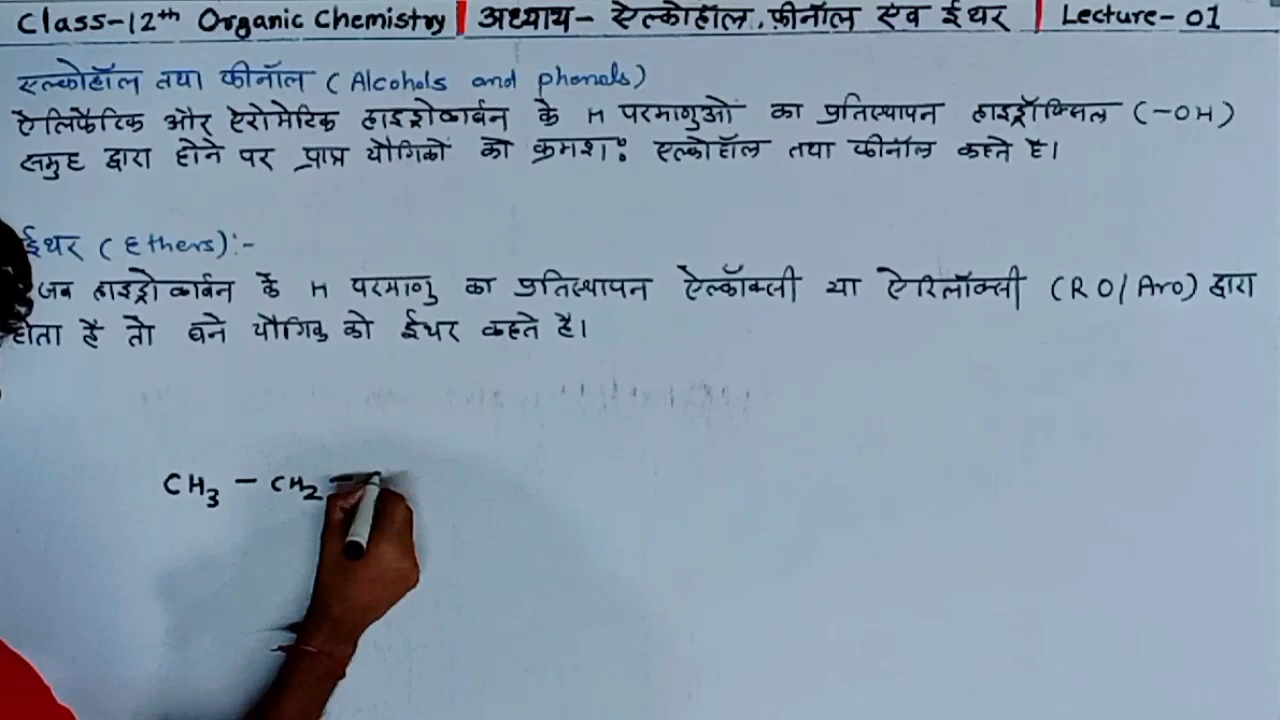 Class-12th Organic Chemistry | अध्याय- ऐल्कोहॉल, फ़ीनॉल एंव ईथर | Lecture- 01
एल्कोहॉल तथा फीनॉल (Alcohols and phenols)
ऐलिफैटिक और ऐरोमेटिक हाइड्रोकार्बन के H परमाणुओं का प्रतिस्थापन हाइड्रॉक्सिल (-OH)
समुह द्वारा होने पर प्राप्त यौगिकों को क्रमशः एल्कोहॉल तथा फीनॉल कहते है।
ईथर (Ethers):-
जब हाइड्रोकार्बन के H परमाणु का प्रतिस्थापन ऐल्कॉक्सी या ऐरिलॉक्सी (RO/ArO) द्वारा
होता है तो बने यौगिक को ईथर कहते है।
CH3 - CH2 -